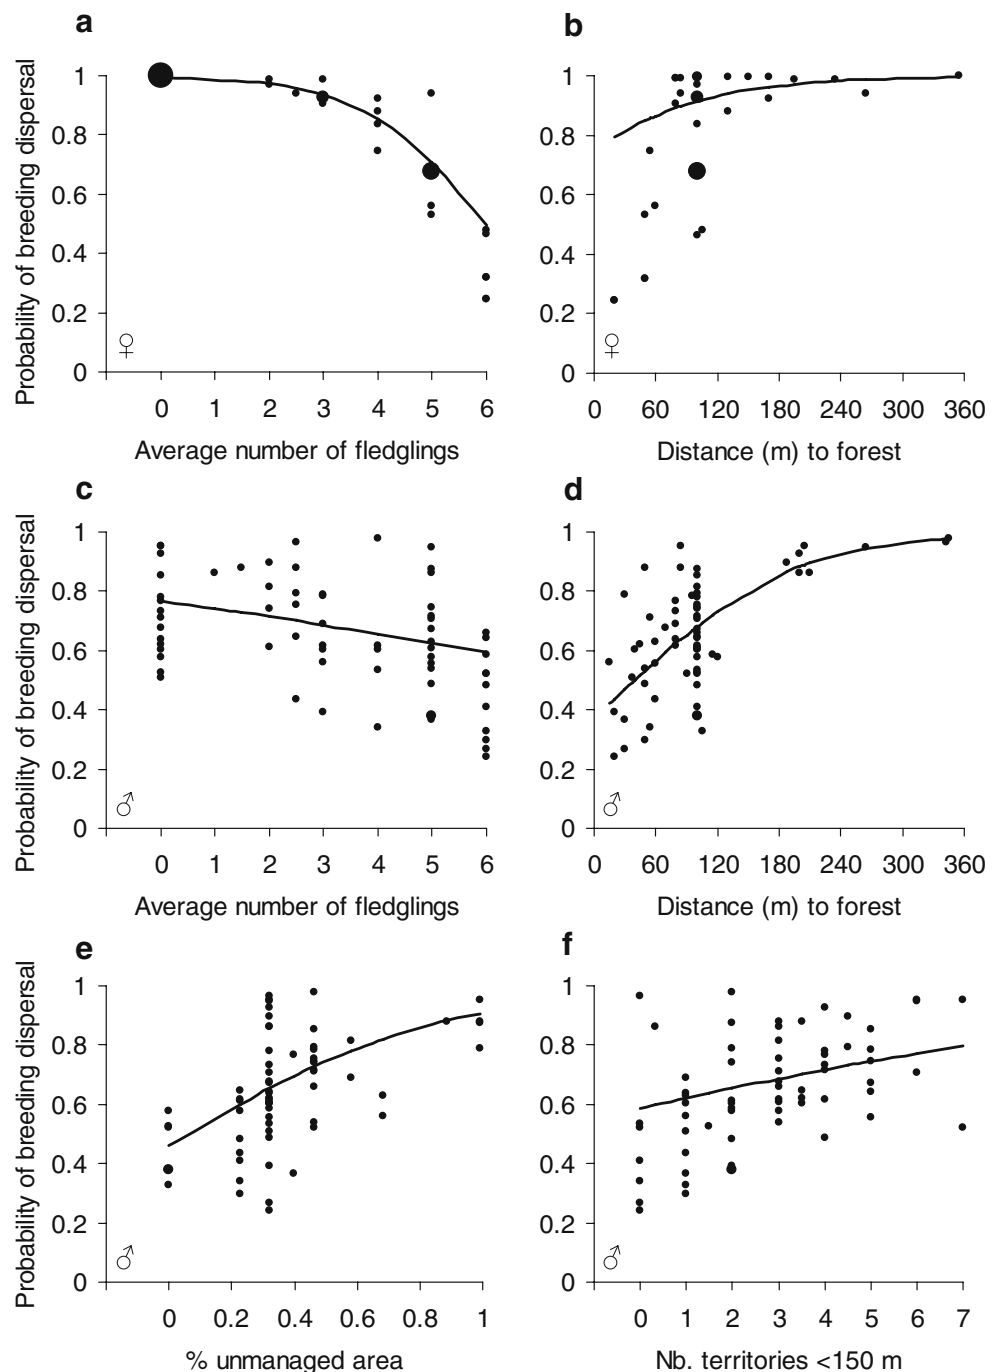 a
Probability of breeding dispersal
1
0.8
0.6
0.4
0.2
0
♀
0 1 2 3 4 5 6
Average number of fledglings
b
1
0.8
0.6
0.4
0.2
0
♀
0 60 120 180 240 300 360
Distance (m) to forest
c
Probability of breeding dispersal
1
0.8
0.6
0.4
0.2
0
♂
0 1 2 3 4 5 6
Average number of fledglings
d
1
0.8
0.6
0.4
0.2
0
♂
0 60 120 180 240 300 360
Distance (m) to forest
e
Probability of breeding dispersal
1
0.8
0.6
0.4
0.2
0
♂
0 0.2 0.4 0.6 0.8 1
% unmanaged area
f
1
0.8
0.6
0.4
0.2
0
♂
0 1 2 3 4 5 6 7
Nb. territories <150 m